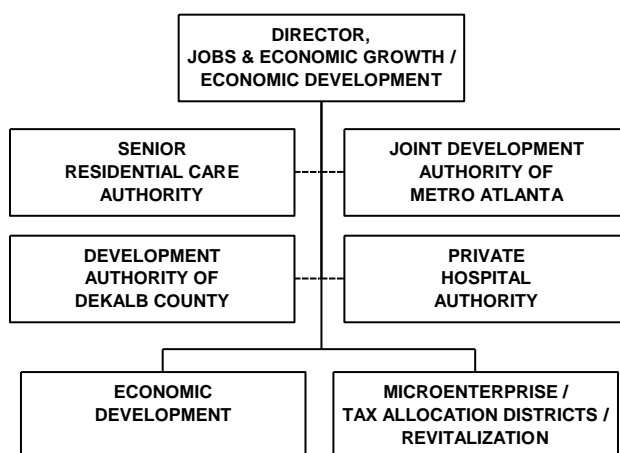 DIRECTOR,
JOBS & ECONOMIC GROWTH /
ECONOMIC DEVELOPMENT
SENIOR
RESIDENTIAL CARE
AUTHORITY
JOINT DEVELOPMENT
AUTHORITY OF
METRO ATLANTA
DEVELOPMENT
AUTHORITY OF
DEKALB COUNTY
PRIVATE
HOSPITAL
AUTHORITY
ECONOMIC
DEVELOPMENT
MICROENTERPRISE /
TAX ALLOCATION DISTRICTS /
REVITALIZATION